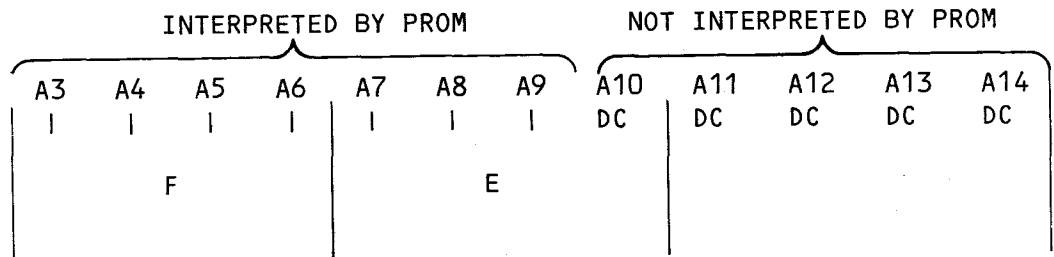 INTERPRETED BY PROM NOT INTERPRETED BY PROM
A3 A4 A5 A6 A7 A8 A9 A10 A11 A12 A13 A14
| | | | | | | DC DC DC DC DC
F E